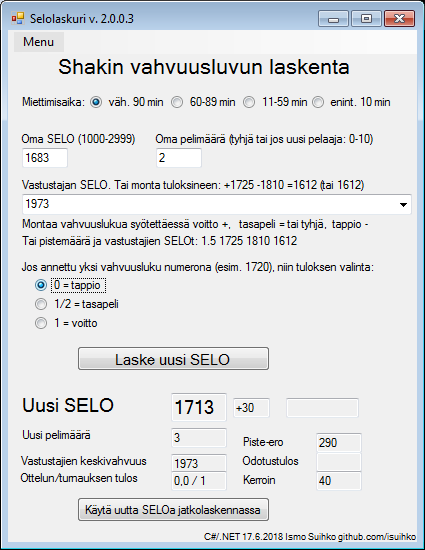 Selolaskuri v. 2.0.0.3
Menu
Shakin vahvuusluvun laskenta
Miettimisaika: väh. 90 min 60-89 min 11-59 min enint. 10 min
Oma SELO (1000-2999) Oma pelimäärä (tyhjä tai jos uusi pelaaja: 0-10)
1683 2
Vastustajan SELO. Tai monta tuloksineen: +1725 -1810 =1612 (tai 1612)
1973
Montaa vahvuuslukua syötettäessä voitto +, tasapeli = tai tyhjä, tappio -
Tai pistemäärä ja vastustajien SELOt: 1.5 1725 1810 1612
Jos annettu yksi vahvuusluku numerona (esim. 1720), niin tuloksen valinta:
0 = tappio
1/2 = tasapeli
1 = voitto
Laske uusi SELO
Uusi SELO 1713 +30
Uusi pelimäärä 3 Piste-ero 290
Vastustajien keskivahvuus 1973 Odotustulos
Ottelun/turnauksen tulos 0,0 / 1 Kerroin 40
Käytä uutta SELOa jatkolaskennassa
C#/.NET 17.6.2018 Ismo Suihko github.com/isuihko